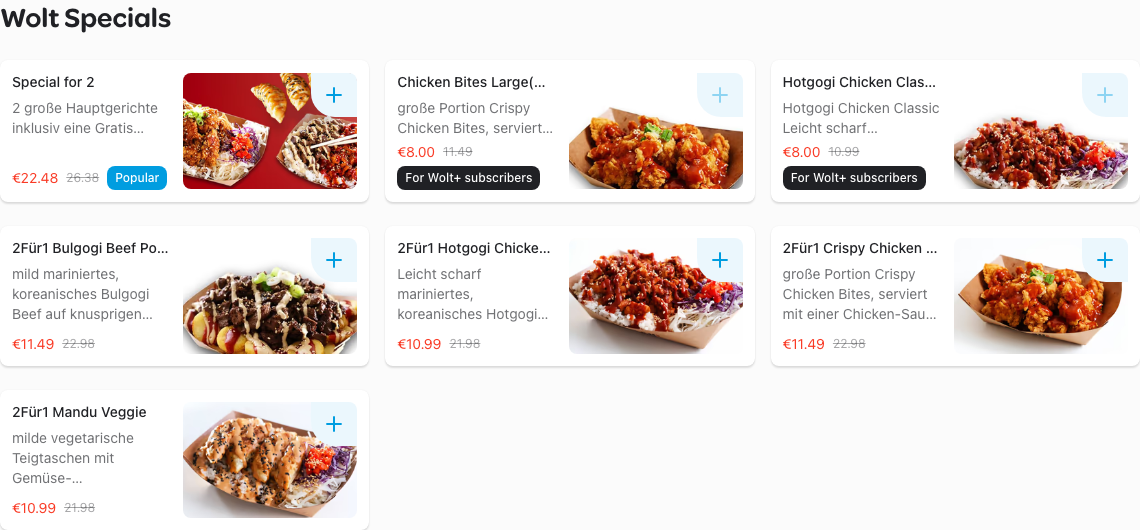 Wolt Specials
Special for 2
2 große Hauptgerichte
inklusiv eine Gratis...
€22.48 26.38 Popular
Chicken Bites Large(...
große Portion Crispy
Chicken Bites, serviert...
€8.00 11.49
For Wolt+ subscribers
Hotgogi Chicken Clas...
Hotgogi Chicken Classic
Leicht scharf...
€8.00 10.99
For Wolt+ subscribers
2Für1 Bulgogi Beef Po...
mild mariniertes,
koreanisches Bulgogi
Beef auf knusprigen...
€11.49 22.98
2Für1 Hotgogi Chicke...
Leicht scharf
mariniertes,
koreanisches Hotgogi...
€10.99 21.98
2Für1 Crispy Chicken ...
große Portion Crispy
Chicken Bites, serviert
mit einer Chicken-Sau...
€11.49 22.98
2Für1 Mandu Veggie
milde vegetarische
Teigtaschen mit
Gemüse-...
€10.99 21.98